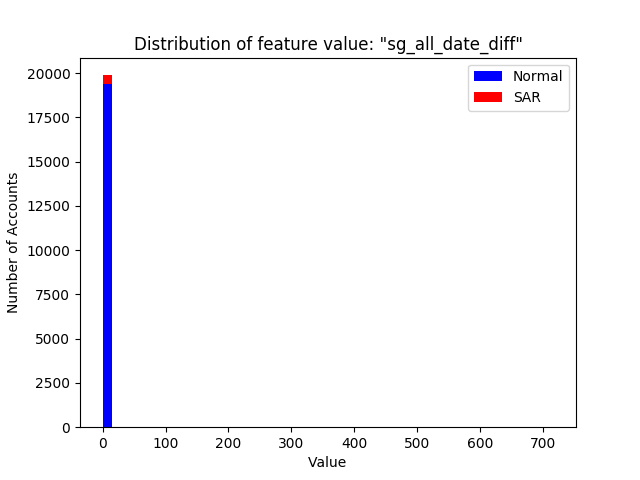 Distribution of feature value: "sg_all_date_diff"
Normal
SAR
20000
17500
15000
12500
10000
7500
5000
2500
0
Number of Accounts
0 100 200 300 400 500 600 700
Value